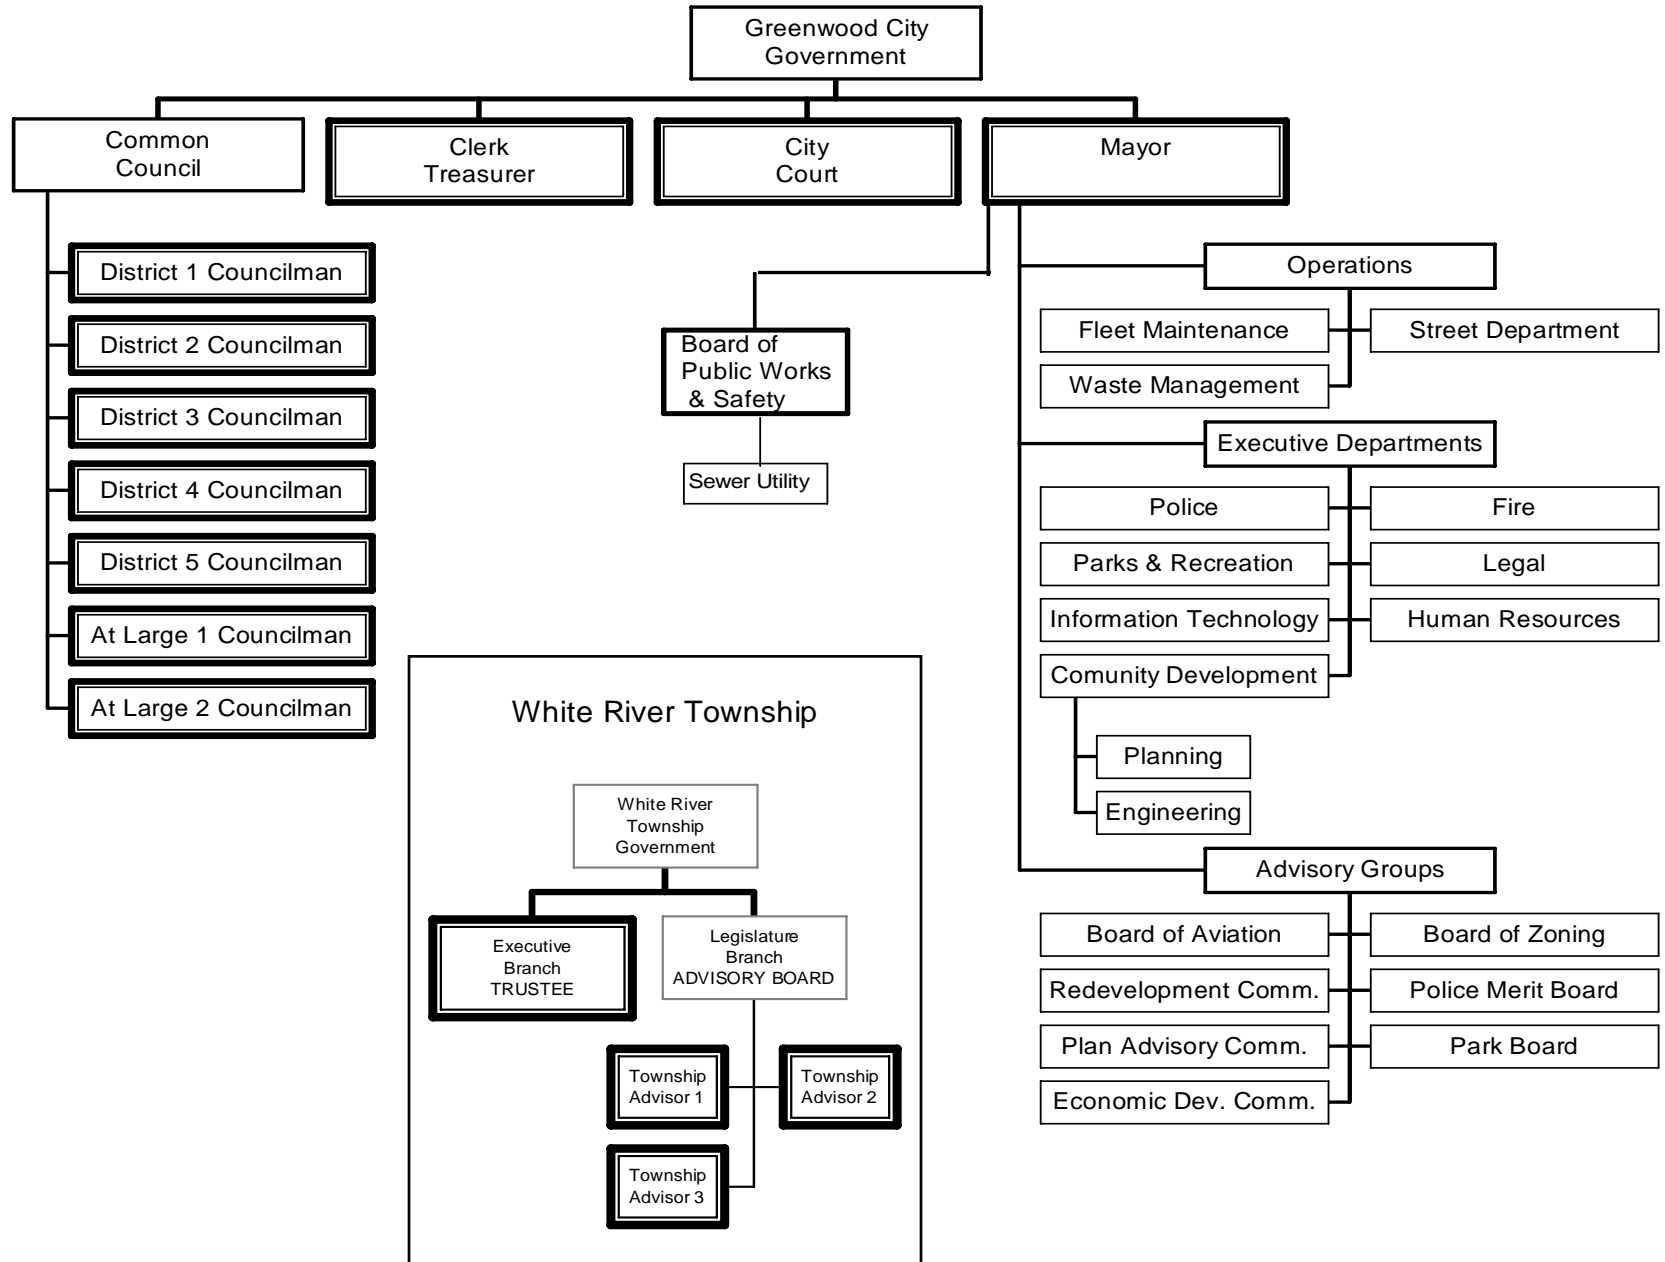 Greenwood City
Government
Common
Council
Clerk
Treasurer
City
Court
Mayor
District 1 Councilman
District 2 Councilman
District 3 Councilman
District 4 Councilman
District 5 Councilman
At Large 1 Councilman
At Large 2 Councilman
Board of
Public Works
& Safety
Sewer Utility
Operations
Fleet Maintenance
Street Department
Waste Management
Executive Departments
Police
Fire
Parks & Recreation
Legal
Information Technology
Human Resources
Comunity Development
Planning
Engineering
Advisory Groups
Board of Aviation
Board of Zoning
Redevelopment Comm.
Police Merit Board
Plan Advisory Comm.
Park Board
Economic Dev. Comm.
White River Township
White River
Township
Government
Executive
Branch
TRUSTEE
Legislature
Branch
ADVISORY BOARD
Township
Advisor 1
Township
Advisor 2
Township
Advisor 3